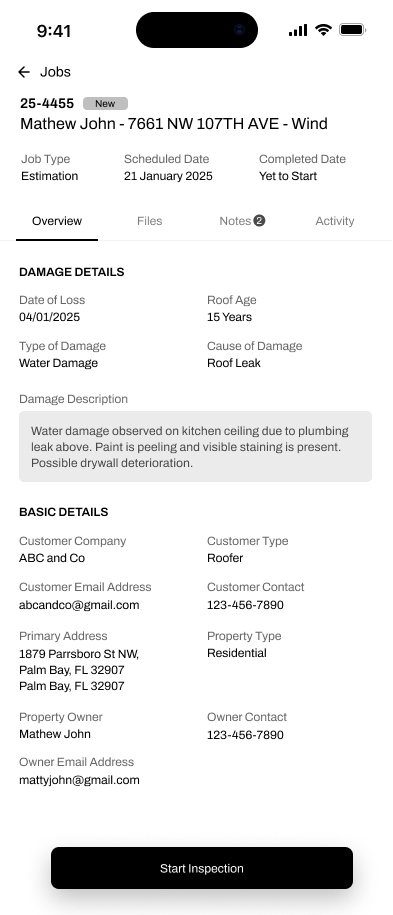 9:41
Jobs
25-4455 New
Mathew John - 7661 NW 107TH AVE - Wind
Job Type Scheduled Date Completed Date
Estimation 21 January 2025 Yet to Start
Overview Files Notes 2 Activity
DAMAGE DETAILS
Date of Loss Roof Age
04/01/2025 15 Years
Type of Damage Cause of Damage
Water Damage Roof Leak
Damage Description
Water damage observed on kitchen ceiling due to plumbing
leak above. Paint is peeling and visible staining is present.
Possible drywall deterioration.
BASIC DETAILS
Customer Company Customer Type
ABC and Co Roofer
Customer Email Address Customer Contact
abcandco@gmail.com 123-456-7890
Primary Address Property Type
1879 Parrsboro St NW, Residential
Palm Bay, FL 32907
Palm Bay, FL 32907
Property Owner Owner Contact
Mathew John 123-456-7890
Owner Email Address
mattyjohn@gmail.com
Start Inspection